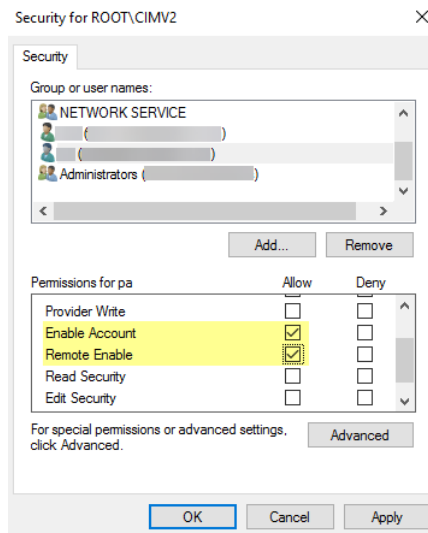 Security for ROOT\CIMV2
Security
Group or user names:
NETWORK SERVICE
(                    )
(                    )
Administrators (                    )
Add...
Remove
Permissions for pa
Allow
Deny
Provider Write
Enable Account
Remote Enable
Read Security
Edit Security
For special permissions or advanced settings,
click Advanced.
Advanced
OK
Cancel
Apply